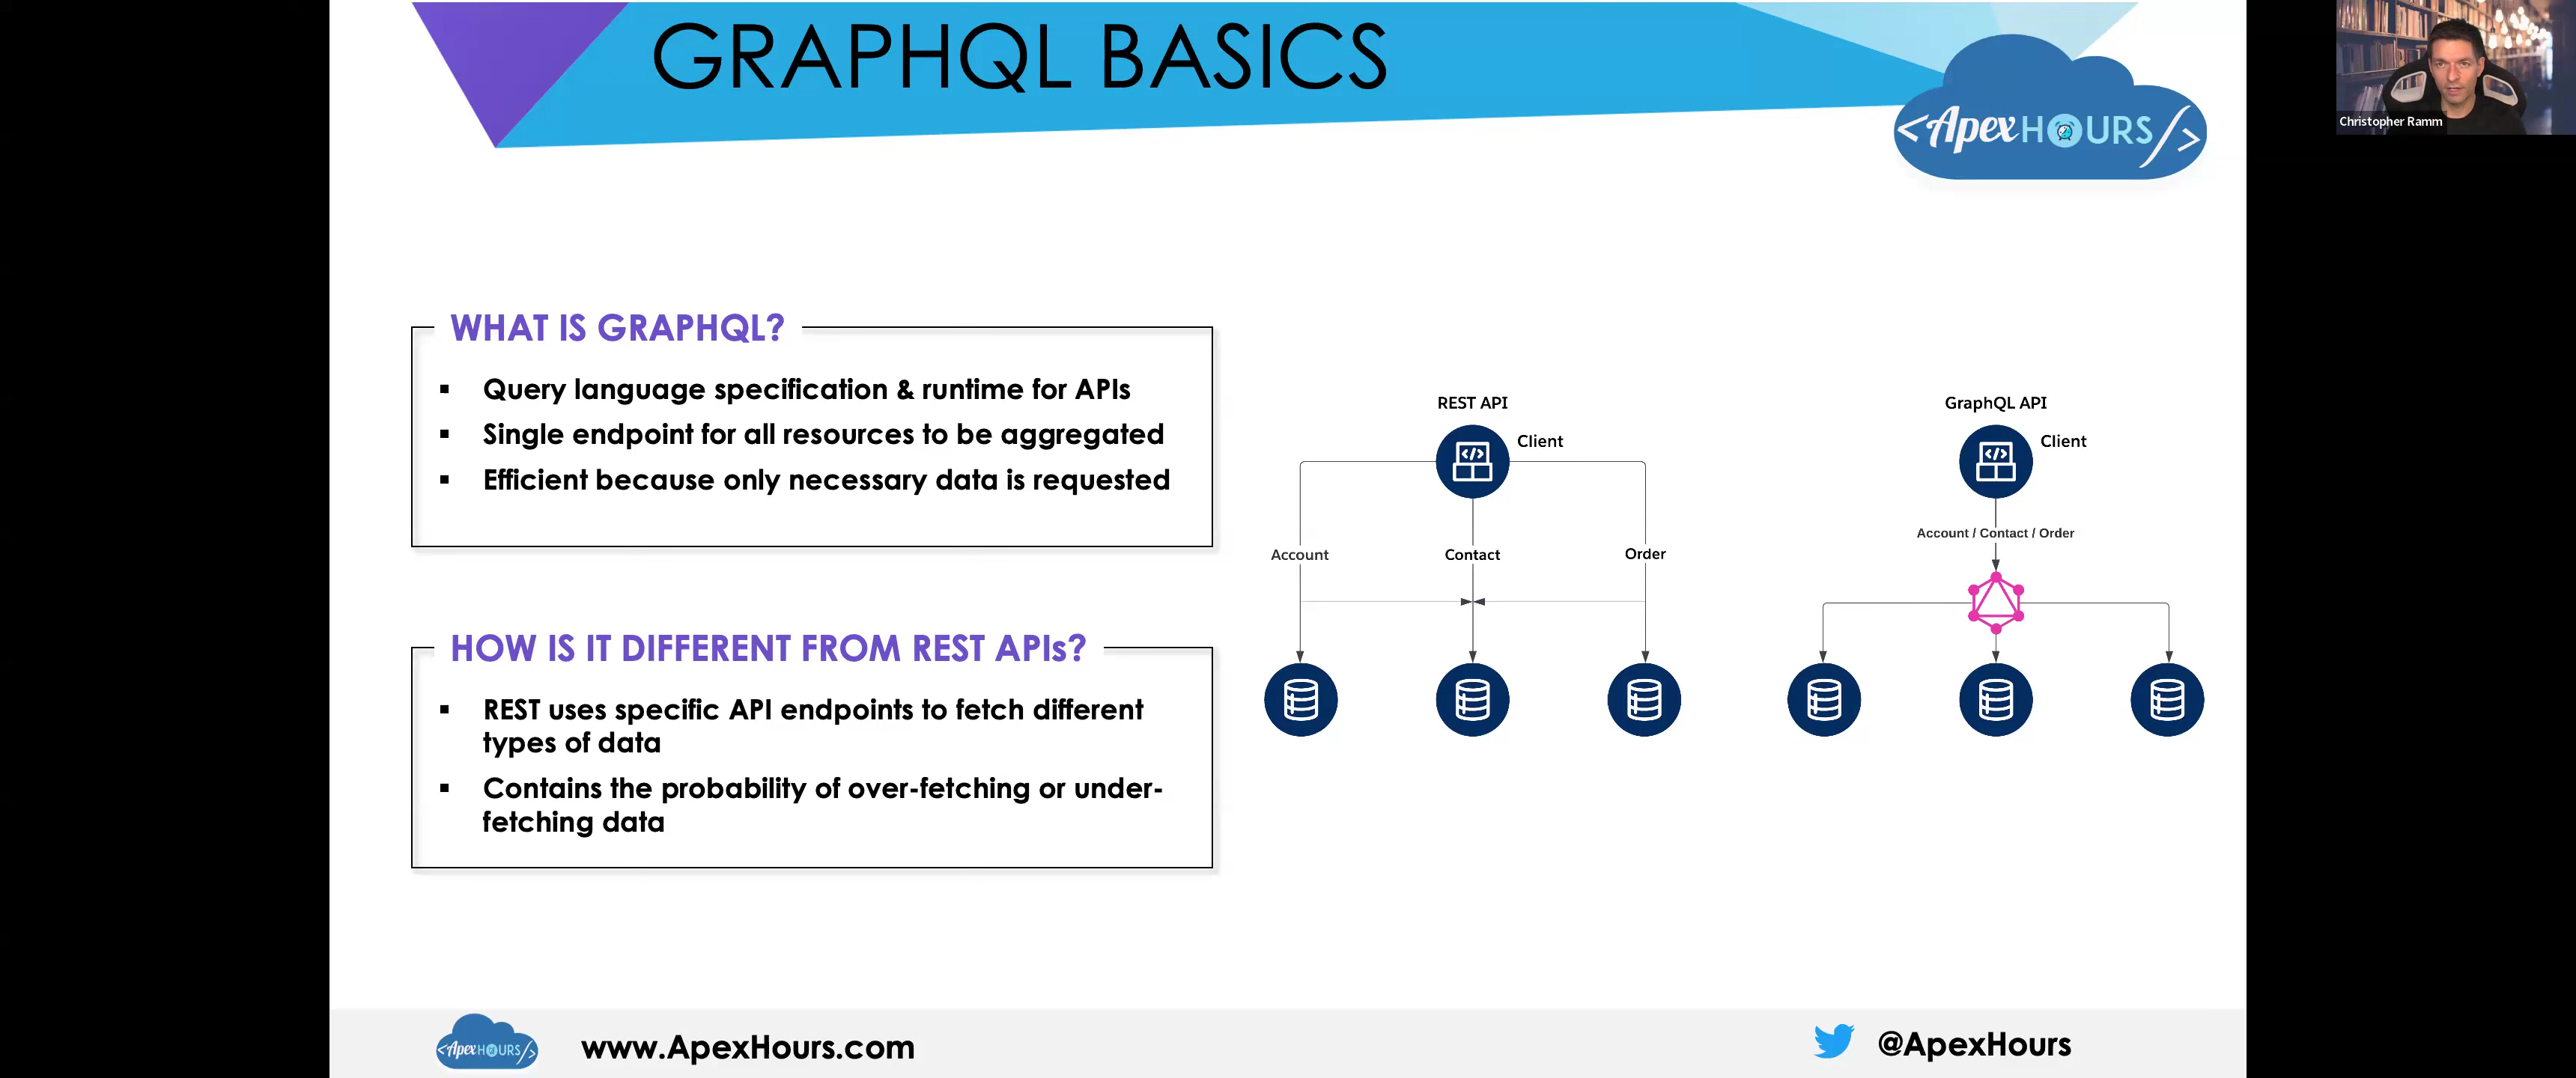 GRAPHQL BASICS
<ApexHOURS/>
Christopher Ramm
WHAT IS GRAPHQL?
Query language specification & runtime for APIs
Single endpoint for all resources to be aggregated
Efficient because only necessary data is requested
HOW IS IT DIFFERENT FROM REST APIs?
REST uses specific API endpoints to fetch different
types of data
Contains the probability of over-fetching or under-
fetching data
REST API
Client
Account
Contact
Order
GraphQL API
Client
Account / Contact / Order
<ApexHOURS/>
www.ApexHours.com
@ApexHours